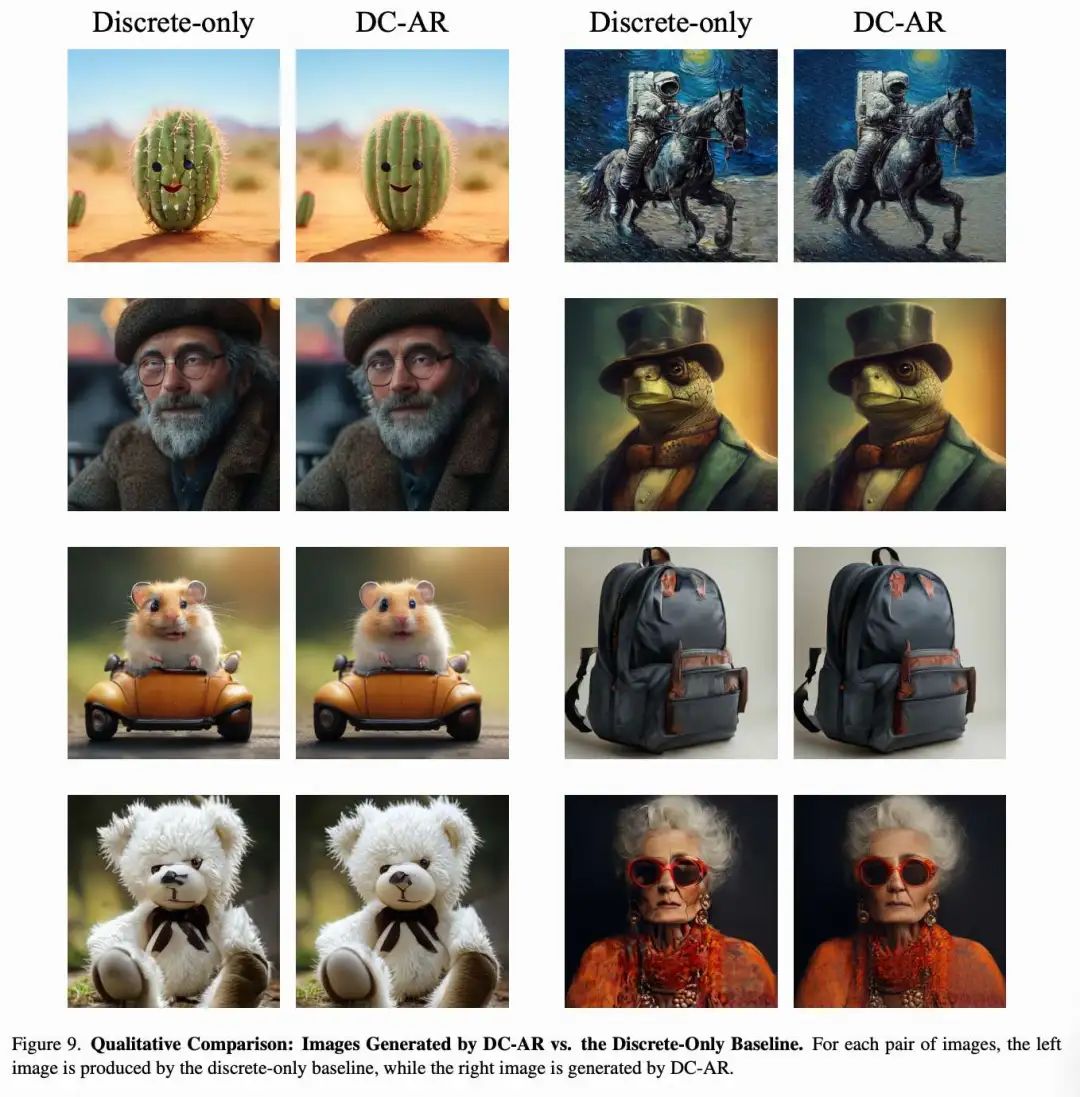 Discrete-only DC-AR Discrete-only DC-AR
Figure 9. Qualitative Comparison: Images Generated by DC-AR vs. the Discrete-Only Baseline. For each pair of images, the left
image is produced by the discrete-only baseline, while the right image is generated by DC-AR.